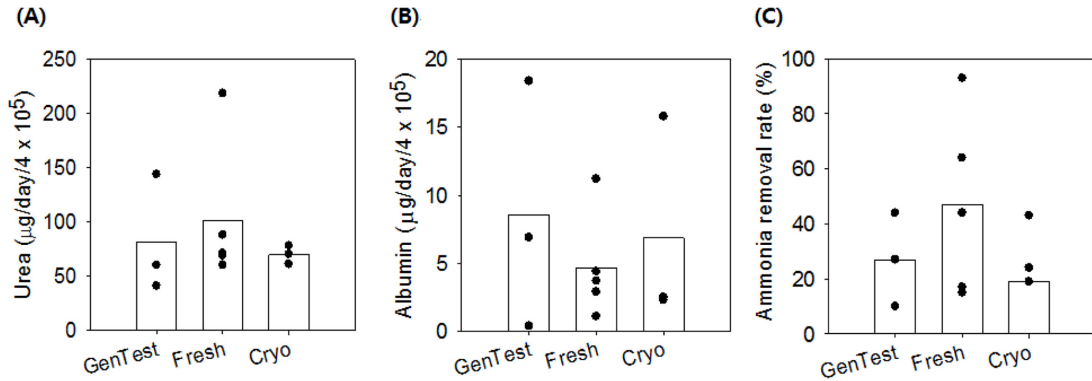 (A)
Urea (μg/day/4 x 10⁵)
250
200
150
100
50
0
GenTest Fresh Cryo
(B)
Albumin (μg/day/4 x 10⁵)
20
15
10
5
0
GenTest Fresh Cryo
(C)
Ammonia removal rate (%)
100
80
60
40
20
0
GenTest Fresh Cryo